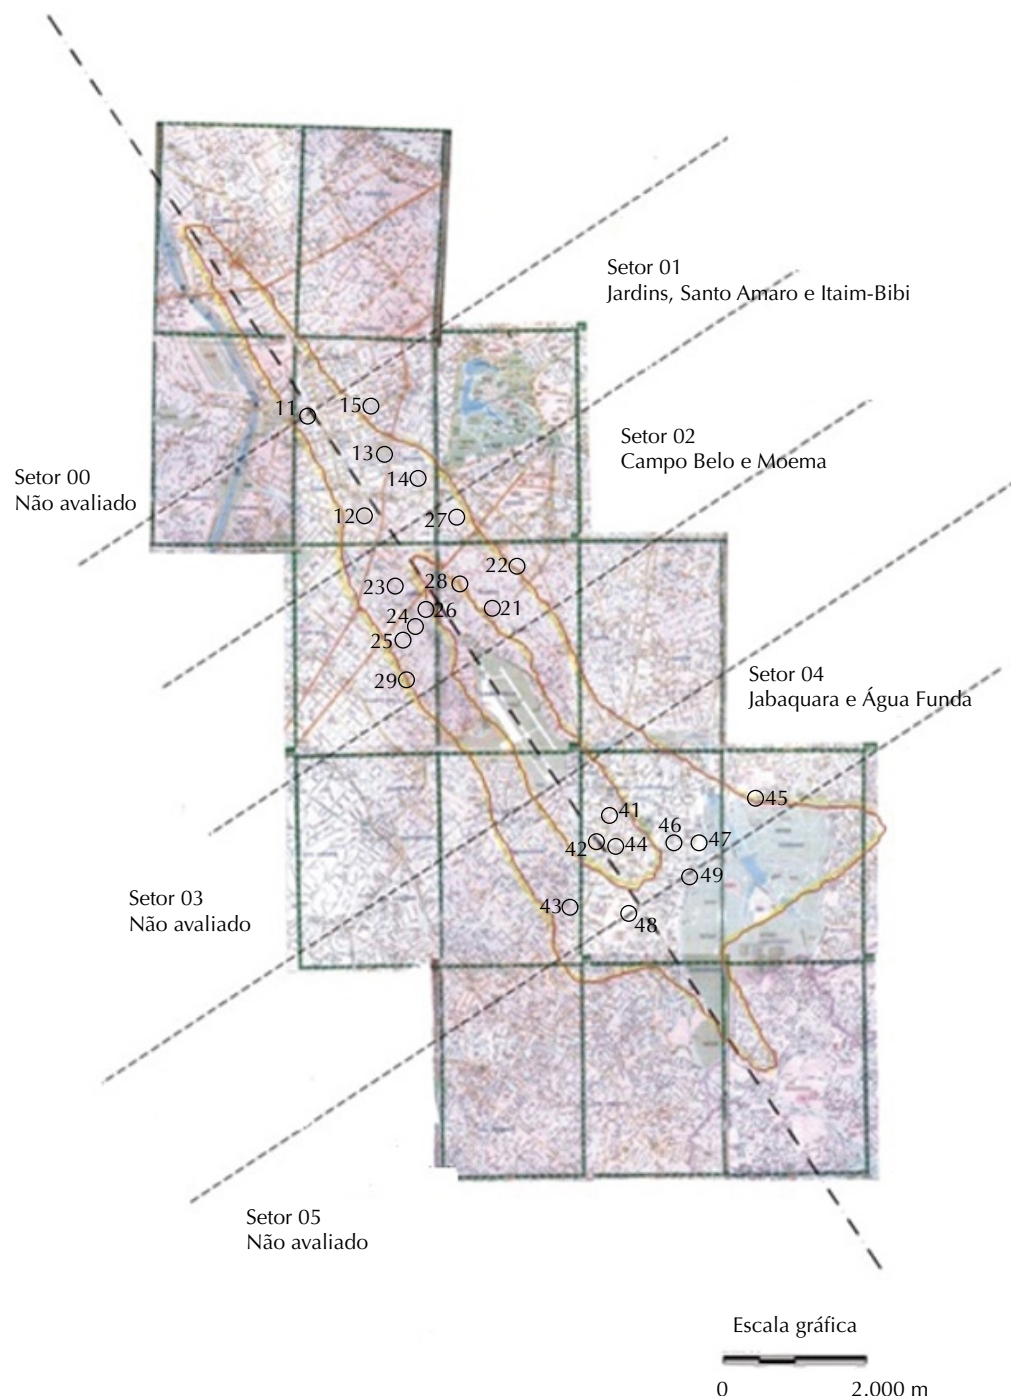 Setor 01
Jardins, Santo Amaro e Itaim-Bibi
11
15
13
Setor 02
Campo Belo e Moema
14
Setor 00
Não avaliado
12
27
22
23
28
26
21
24
25
29
Setor 04
Jabaquara e Água Funda
45
41
46
47
42
44
49
Setor 03
Não avaliado
43
48
Setor 05
Não avaliado
Escala gráfica
0
2.000 m